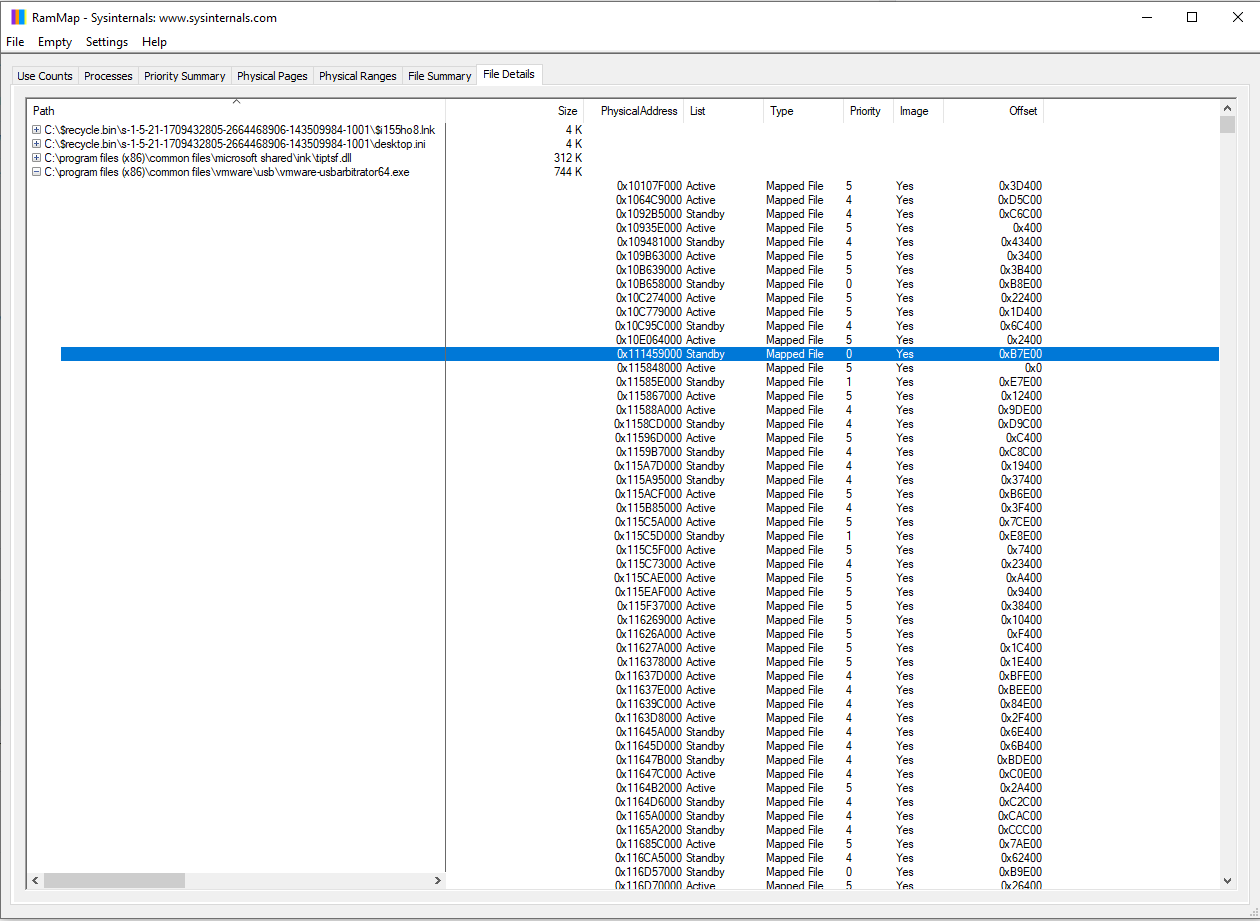 RamMap - Sysinternals: www.sysinternals.com
File Empty Settings Help
Use Counts Processes Priority Summary Physical Pages Physical Ranges File Summary File Details
Path Size PhysicalAddress List Type Priority Image Offset
C:\$recycle.bin\s-1-5-21-1709432805-2664468906-143509984-1001\$i155ho8.lnk 4 K
C:\$recycle.bin\s-1-5-21-1709432805-2664468906-143509984-1001\desktop.ini 4 K
C:\program files (x86)\common files\microsoft shared\ink\tiptsf.dll 312 K
C:\program files (x86)\common files\vmware\usb\vmware-usbarbitrator64.exe 744 K
0x10107F000 Active Mapped File 5 Yes 0x3D400
0x1064C9000 Active Mapped File 4 Yes 0xD5C00
0x1092B5000 Standby Mapped File 4 Yes 0xC6C00
0x10935E000 Active Mapped File 5 Yes 0x400
0x109481000 Standby Mapped File 4 Yes 0x43400
0x109B63000 Active Mapped File 5 Yes 0x3400
0x10B639000 Active Mapped File 5 Yes 0x3B400
0x10B658000 Standby Mapped File 0 Yes 0xB8E00
0x10C274000 Active Mapped File 5 Yes 0x22400
0x10C779000 Active Mapped File 5 Yes 0x1D400
0x10C95C000 Standby Mapped File 4 Yes 0x6C400
0x10E064000 Active Mapped File 5 Yes 0x2400
0x111459000 Standby Mapped File 0 Yes 0xB7E00
0x115848000 Active Mapped File 5 Yes 0x0
0x11585E000 Standby Mapped File 1 Yes 0xE7E00
0x115867000 Active Mapped File 5 Yes 0x12400
0x11588A000 Active Mapped File 4 Yes 0x9DE00
0x1158CD000 Standby Mapped File 4 Yes 0xD9C00
0x11596D000 Active Mapped File 5 Yes 0xC400
0x1159B7000 Standby Mapped File 4 Yes 0xC8C00
0x115A7D000 Standby Mapped File 4 Yes 0x19400
0x115A95000 Standby Mapped File 4 Yes 0x37400
0x115ACF000 Active Mapped File 5 Yes 0xB6E00
0x115B85000 Active Mapped File 4 Yes 0x3F400
0x115C5A000 Active Mapped File 5 Yes 0x7CE00
0x115C5D000 Standby Mapped File 1 Yes 0xE8E00
0x115C5F000 Active Mapped File 5 Yes 0x7400
0x115C73000 Active Mapped File 4 Yes 0x23400
0x115CAE000 Active Mapped File 5 Yes 0xA400
0x115EAF000 Active Mapped File 5 Yes 0x9400
0x115F37000 Active Mapped File 5 Yes 0x38400
0x116269000 Active Mapped File 5 Yes 0x10400
0x11626A000 Active Mapped File 5 Yes 0xF400
0x11627A000 Active Mapped File 5 Yes 0x1C400
0x116378000 Active Mapped File 5 Yes 0x1E400
0x11637D000 Active Mapped File 4 Yes 0xBFE00
0x11637E000 Active Mapped File 4 Yes 0xBEE00
0x11639C000 Active Mapped File 4 Yes 0x84E00
0x1163D8000 Active Mapped File 4 Yes 0x2F400
0x11645A000 Standby Mapped File 4 Yes 0x6E400
0x11645D000 Standby Mapped File 4 Yes 0x6B400
0x11647B000 Standby Mapped File 4 Yes 0xBDE00
0x11647C000 Active Mapped File 4 Yes 0xC0E00
0x1164B2000 Active Mapped File 5 Yes 0x2A400
0x1164D6000 Standby Mapped File 4 Yes 0xC2C00
0x1165A0000 Standby Mapped File 4 Yes 0xCAC00
0x1165A2000 Standby Mapped File 4 Yes 0xCCC00
0x11685C000 Active Mapped File 5 Yes 0x7AE00
0x116CA5000 Standby Mapped File 4 Yes 0x62400
0x116D57000 Standby Mapped File 0 Yes 0xB9E00
0x116D70000 Active Mapped File 5 Yes 0x26400